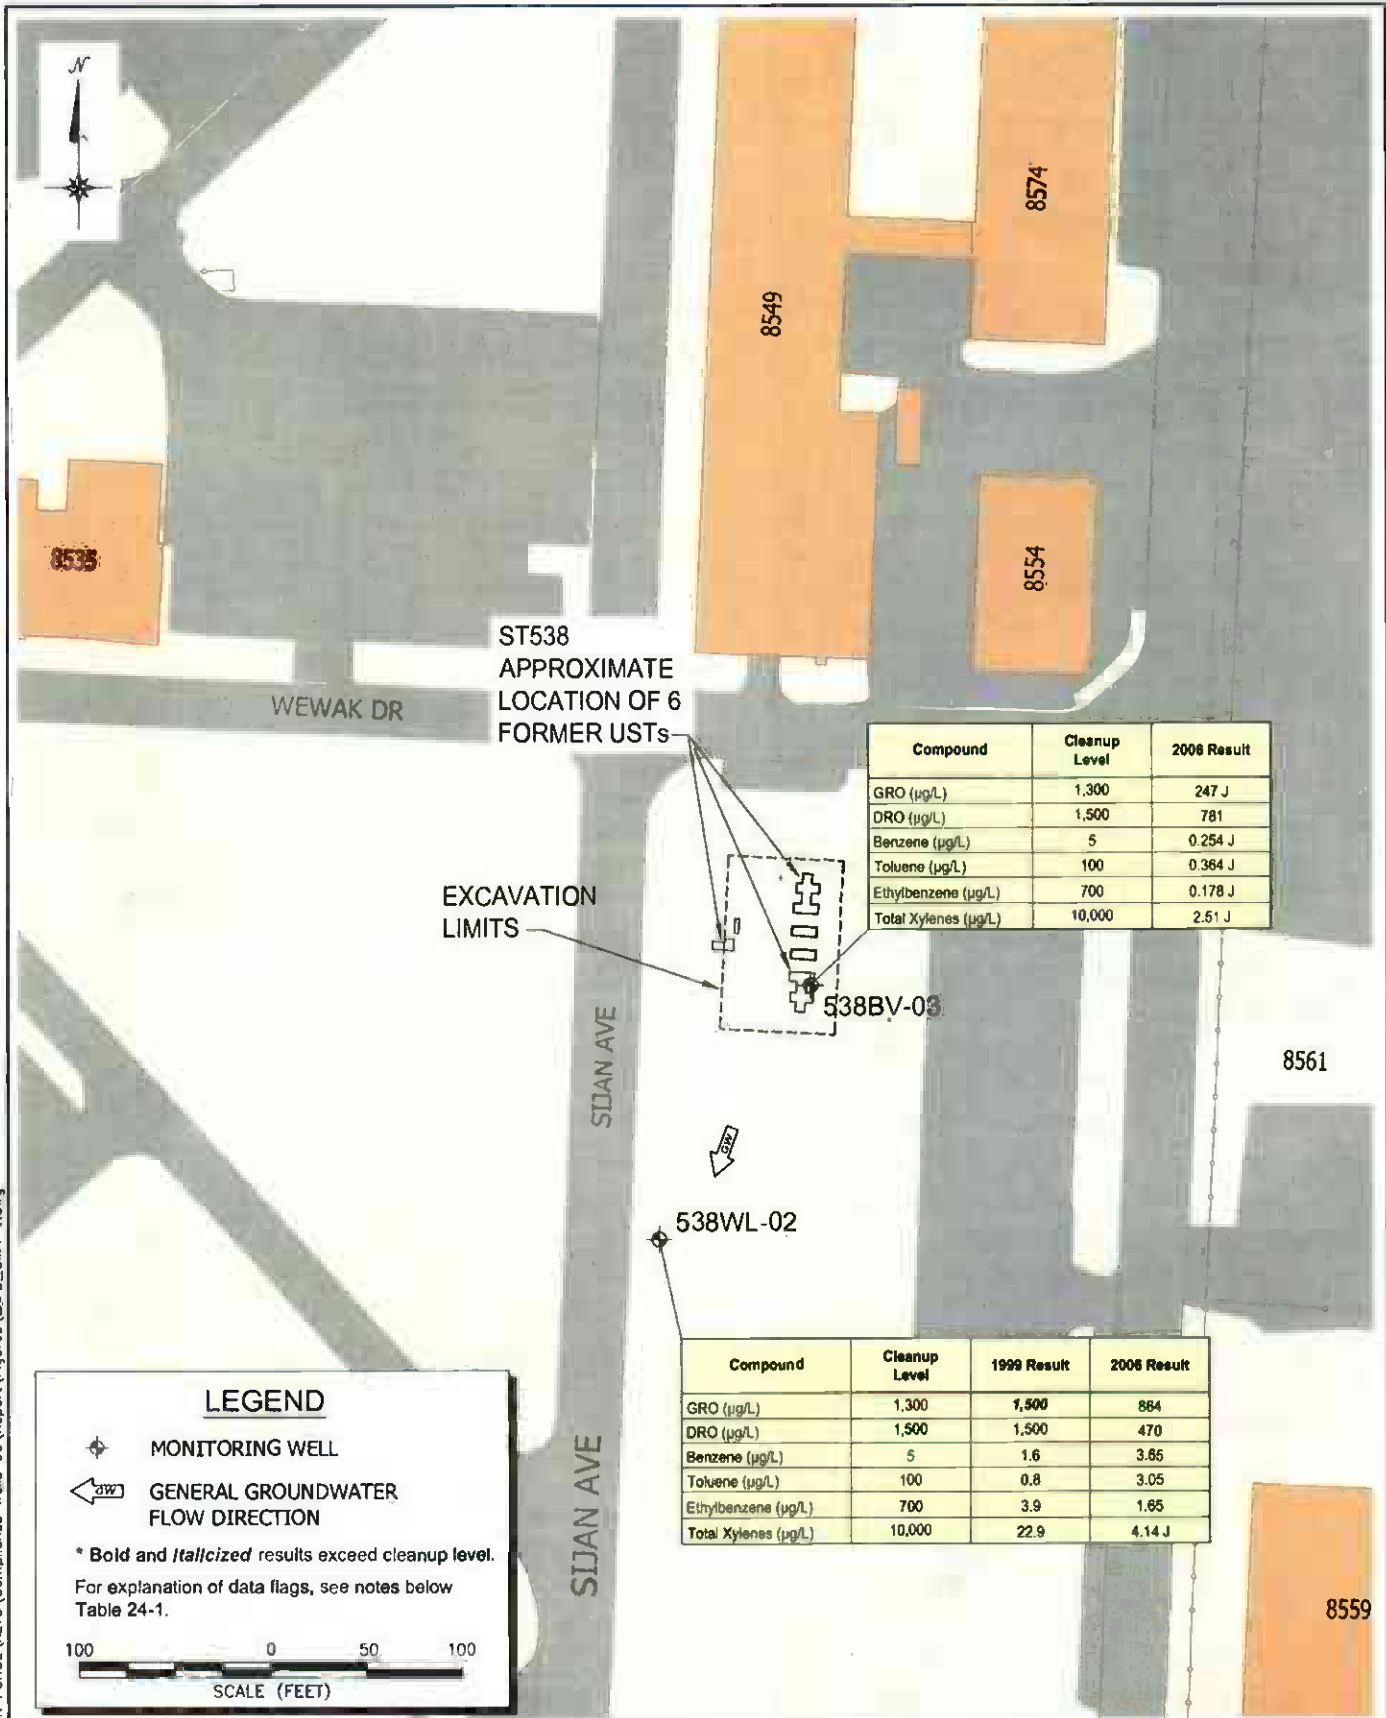 N
8574
8549
8535
8554
ST538
APPROXIMATE
LOCATION OF 6
FORMER USTs
WEWAK DR
Compound Cleanup Level 2006 Result
GRO (µg/L) 1,300 247 J
DRO (µg/L) 1,500 781
Benzene (µg/L) 5 0.254 J
Toluene (µg/L) 100 0.364 J
Ethylbenzene (µg/L) 700 0.178 J
Total Xylenes (µg/L) 10,000 2.51 J
EXCAVATION
LIMITS
538BV-03
SIJAN AVE
8561
GW
538WL-02
Compound Cleanup Level 1999 Result 2006 Result
GRO (µg/L) 1,300 1,500 864
DRO (µg/L) 1,500 1,500 470
Benzene (µg/L) 5 1.6 3.65
Toluene (µg/L) 100 0.8 3.05
Ethylbenzene (µg/L) 700 3.9 1.65
Total Xylenes (µg/L) 10,000 22.9 4.14 J
SIJAN AVE
8559
LEGEND
MONITORING WELL
GW
GENERAL GROUNDWATER
FLOW DIRECTION
* Bold and Italicized results exceed cleanup level.
For explanation of data flags, see notes below
Table 24-1.
100 0 50 100
SCALE (FEET)